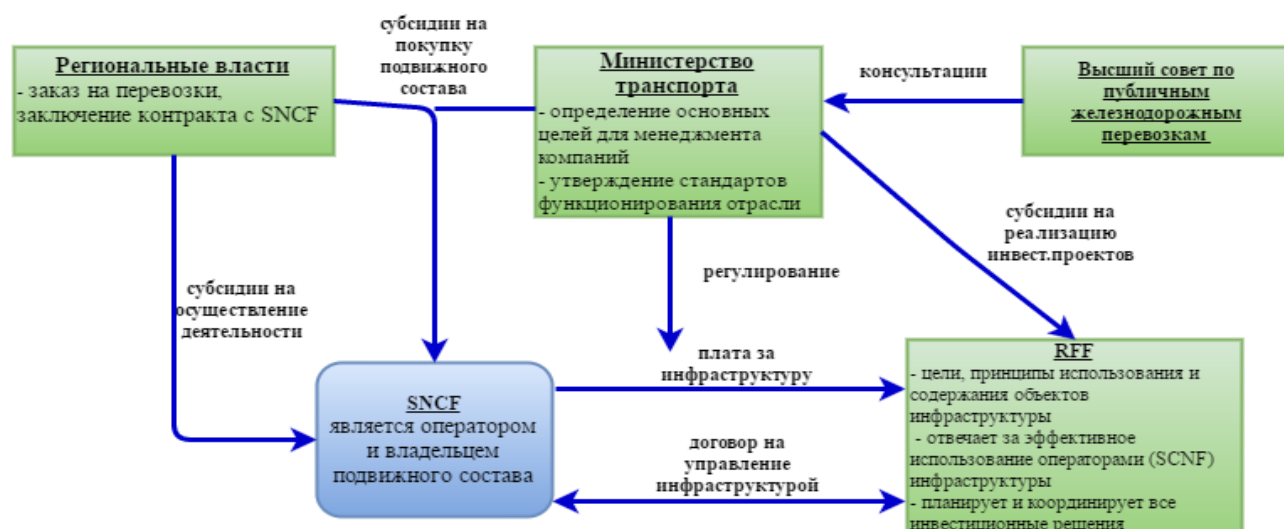 Региональные власти
- заказ на перевозки,
заключение контракта с SNCF
субсидии на
покупку
подвижного
состава
Министерство
транспорта
- определение основных
целей для менеджмента
компаний
- утверждение стандартов
функционирования отрасли
консультации
Высший совет по
публичным
железнодорожным
перевозкам
субсидии на
осуществление
деятельности
регулирование
субсидии на
реализацию
инвест.проектов
SNCF
является оператором
и владельцем
подвижного состава
плата за
инфраструктуру
договор на
управление
инфраструктурой
RFF
- цели, принципы использования и
содержания объектов
инфраструктуры
- отвечает за эффективное
использование операторами (SCNF)
инфраструктуры
- планирует и координирует все
инвестиционные решения